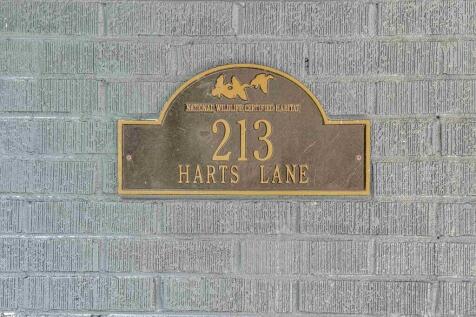 NATIONAL WILDLIFE CERTIFIED HABITAT
213
HARTS LANE